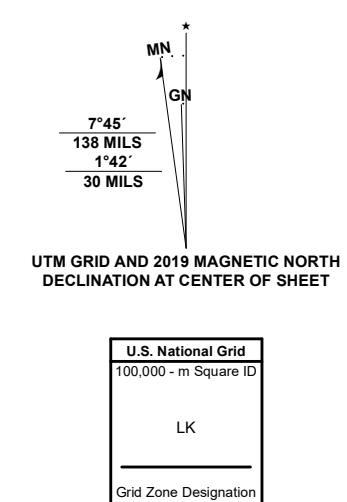 ★
MN
GN
7°45´
138 MILS
1°42´
30 MILS
UTM GRID AND 2019 MAGNETIC NORTH
DECLINATION AT CENTER OF SHEET
U.S. National Grid
100,000 - m Square ID
LK
Grid Zone Designation